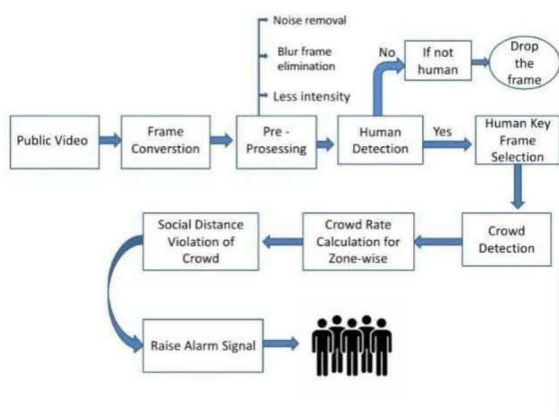 Noise removal
Blur frame
elimination
Less intensity
No
If not
human
Drop
the
frame
Public Video
Frame
Converstion
Pre -
Prosessing
Human
Detection
Yes
Human Key
Frame
Selection
Social Distance
Violation of
Crowd
Crowd Rate
Calculation for
Zone-wise
Crowd
Detection
Raise Alarm Signal